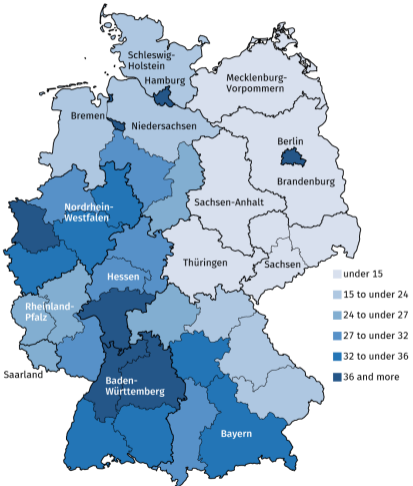 Schleswig-
Holstein
Hamburg
Mecklenburg-
Vorpommern
Bremen
Niedersachsen
Berlin
Brandenburg
Sachsen-Anhalt
Nordrhein-
Westfalen
Hessen
Thüringen
Sachsen
Rheinland-
Pfalz
Saarland
Baden-
Württemberg
Bayern
under 15
15 to under 24
24 to under 27
27 to under 32
32 to under 36
36 and more